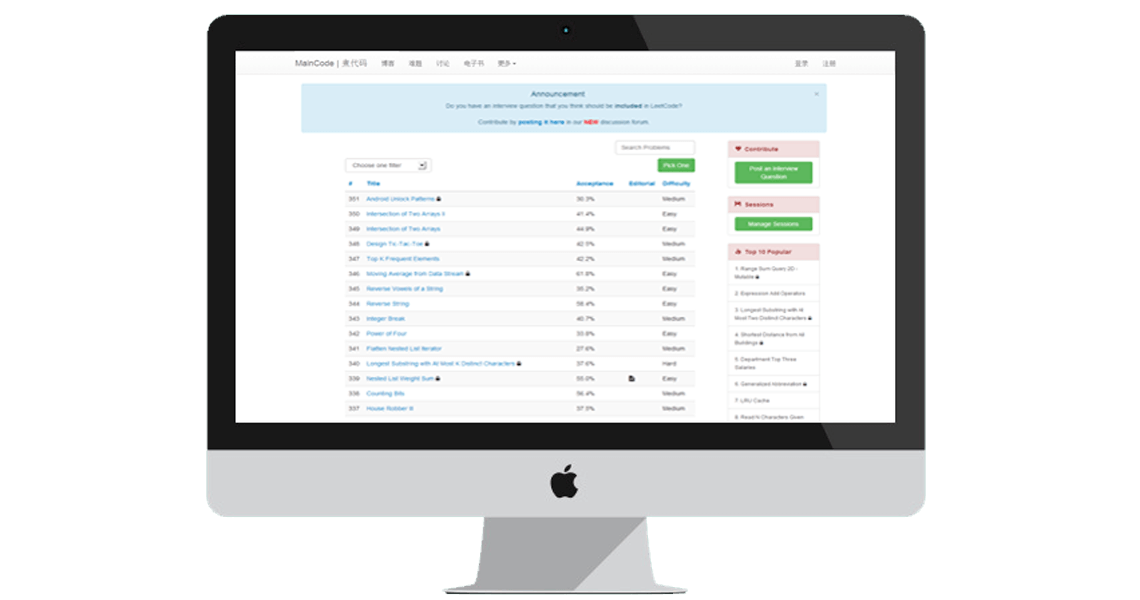 MainCode | 煮代码 博客 难题 讨论 电子书 更多 登录 注册
Announcement ×
Do you have an interview question that you think should be included in LeetCode?
Contribute by posting it here in our NEW discussion forum.
Search Problems
Choose one filter
Pick One
# Title Acceptance Editorial Difficulty
351 Android Unlock Patterns Medium
350 Intersection of Two Arrays II 41.4% Easy
349 Intersection of Two Arrays 44.9% Easy
348 Design Tic-Tac-Toe 42.5% Medium
347 Top K Frequent Elements 42.2% Medium
346 Moving Average from Data Stream 61.8% Easy
345 Reverse Vowels of a String 35.2% Easy
344 Reverse String 58.4% Easy
343 Integer Break 40.7% Medium
342 Power of Four Easy
341 Flatten Nested List Iterator 27.6% Medium
340 Longest Substring with At Most K Distinct Characters 37.6% Hard
339 Nested List Weight Sum 55.0% Easy
338 Counting Bits 56.4% Medium
337 House Robber III 37.5% Medium
Contribute
Post an Interview
Question
Sessions
Manage Sessions
Top 10 Popular
1: Range Sum Query 2D -
Mutable
2: Expression Add Operators
3: Longest Substring with At
Most Two Distinct Characters
4: Shortest Distance from All
Buildings
5: Department Top Three
Salaries
6: Generalized Abbreviation
7: LRU Cache
8: Read N Characters Given